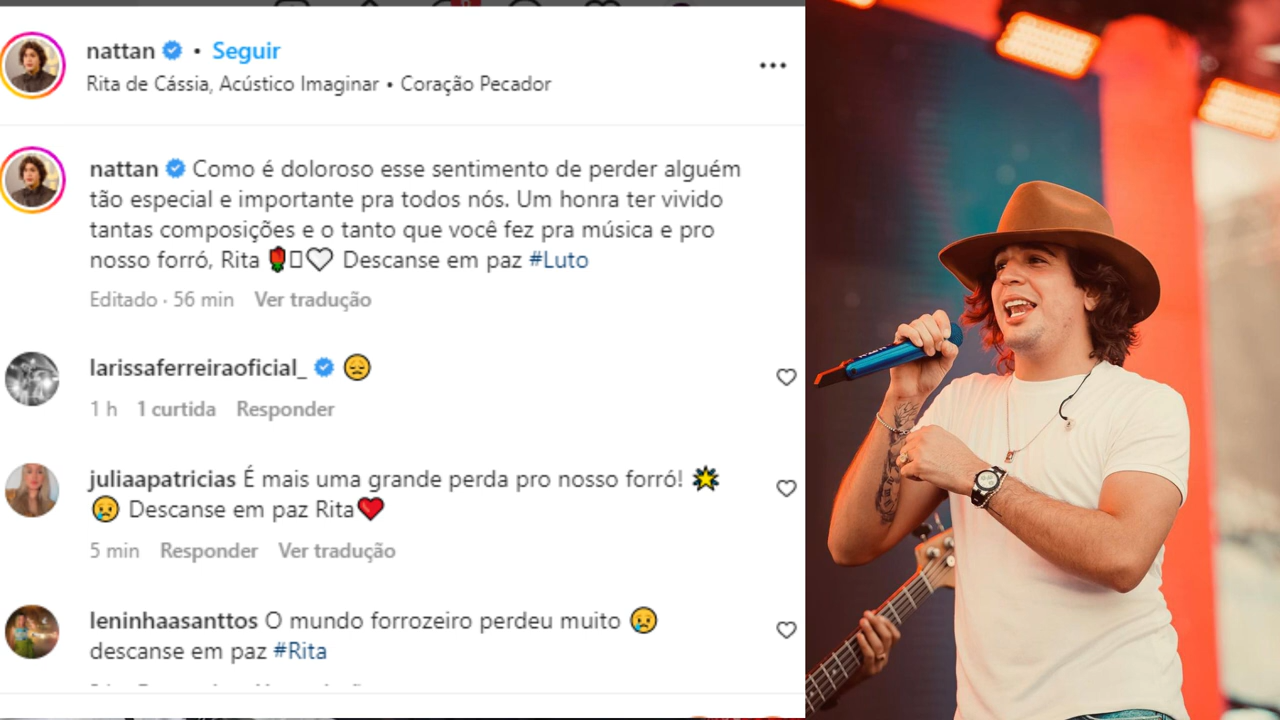 nattan • Seguir
Rita de Cássia, Acústico Imaginar • Coração Pecador
nattan Como é doloroso esse sentimento de perder alguém
tão especial e importante pra todos nós. Um honra ter vivido
tantas composições e o tanto que você fez pra música e pro
nosso forró, Rita 🌹▯🤍 Descanse em paz #Luto
Editado · 56 min Ver tradução
larissaferreiraoficial_ 😞
1 h 1 curtida Responder
juliaapatricias É mais uma grande perda pro nosso forró! 🌟
😢 Descanse em paz Rita❤️
5 min Responder Ver tradução
leninhaasanttos O mundo forrozeiro perdeu muito 😢
descanse em paz #Rita